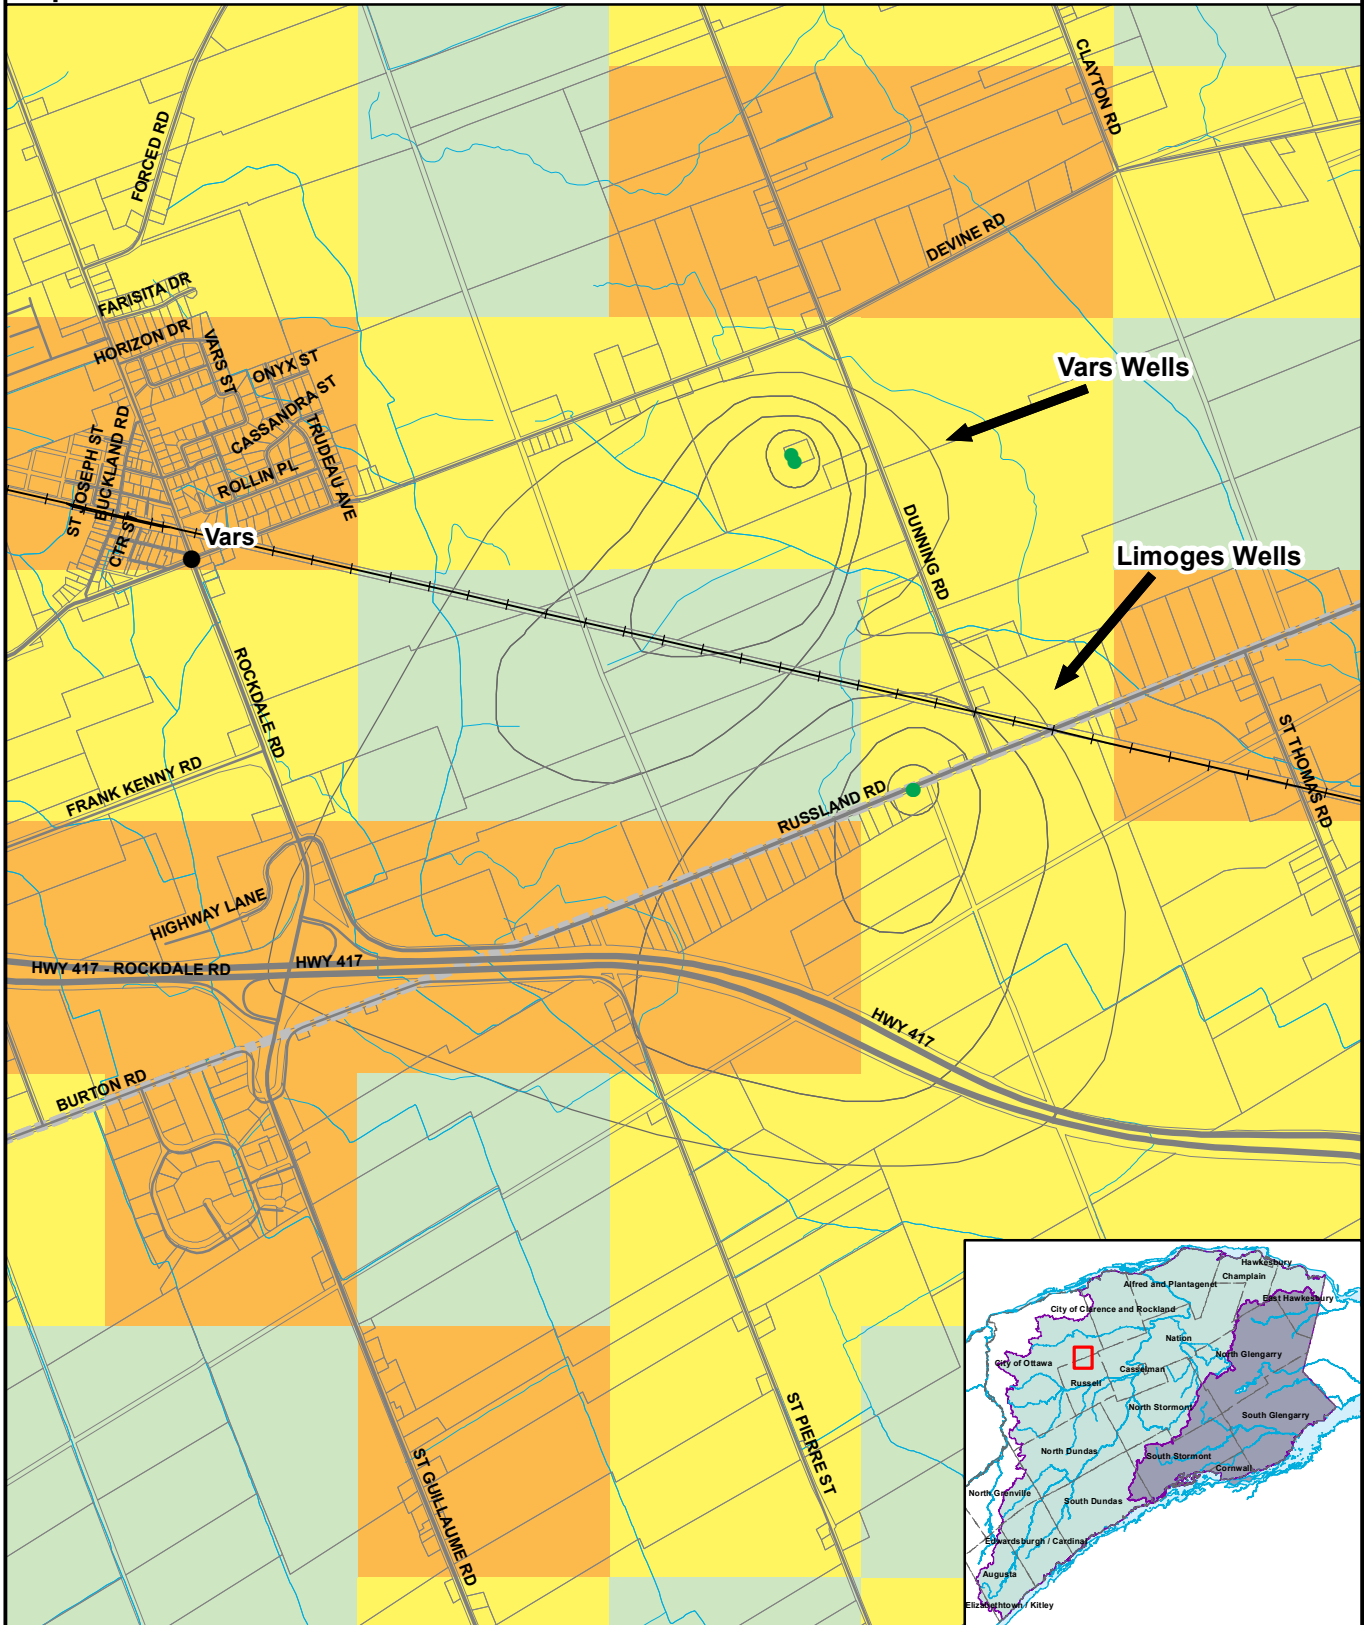 CLAYTON RD
FORCED RD
DEVINE RD
FARISITA DR
HORIZON DR
VARS ST
ONYX ST
CASSANDRA ST
TRUDEAU AVE
ROLLIN PL
ST JOSEPH ST
BUCKLAND RD
CTR ST
Vars
Vars Wells
DUNNING RD
Limoges Wells
ROCKDALE RD
FRANK KENNY RD
RUSSLAND RD
ST THOMAS RD
HIGHWAY LANE
HWY 417 - ROCKDALE RD
HWY 417
HWY 417
BURTON RD
ST PIERRE ST
ST GUILLAUME RD
Hawkesbury
Champlain
Alfred and Plantagenet
East Hawkesbury
City of Clarence and Rockland
Nation
North Glengarry
City of Ottawa
Casselman
Russell
North Stormont
South Glengarry
North Dundas
South Stormont
Cornwall
North Grenville
South Dundas
Edwardsburgh / Cardinal
Augusta
Elizabethtown / Kitley